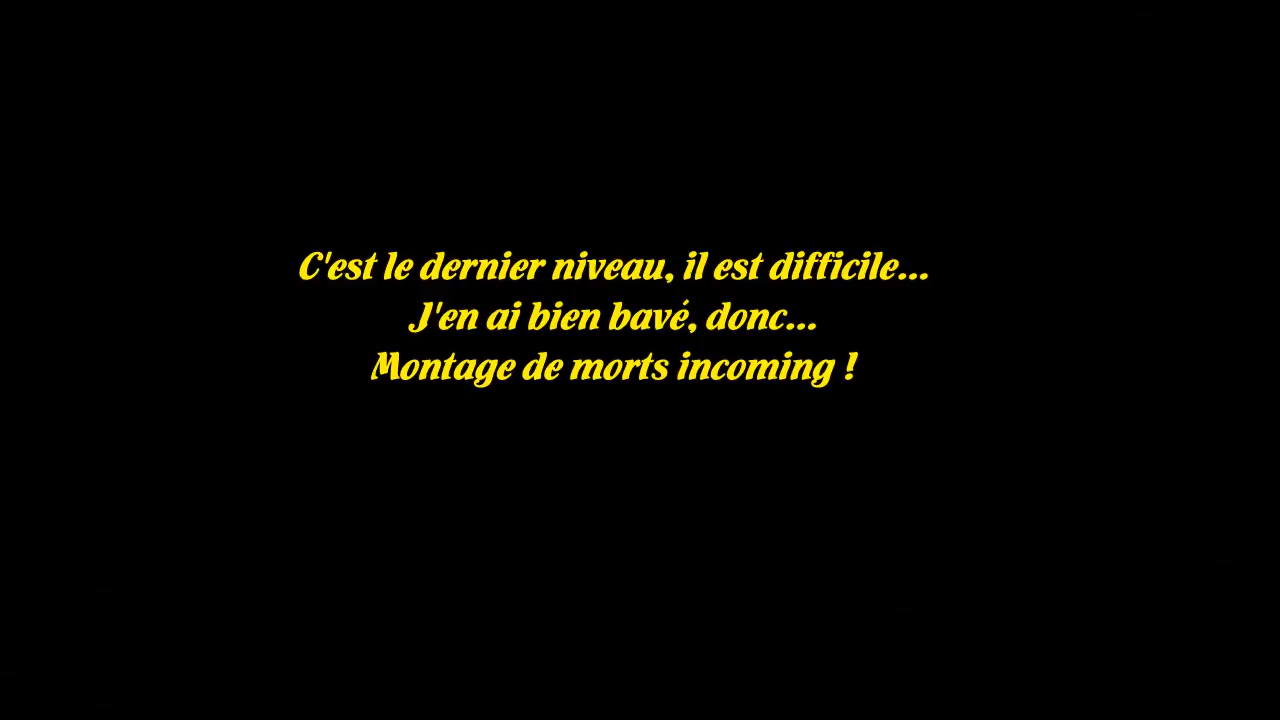 C'est le dernier niveau, il est difficile...
J'en ai bien bavé, donc...
Montage de morts incoming !